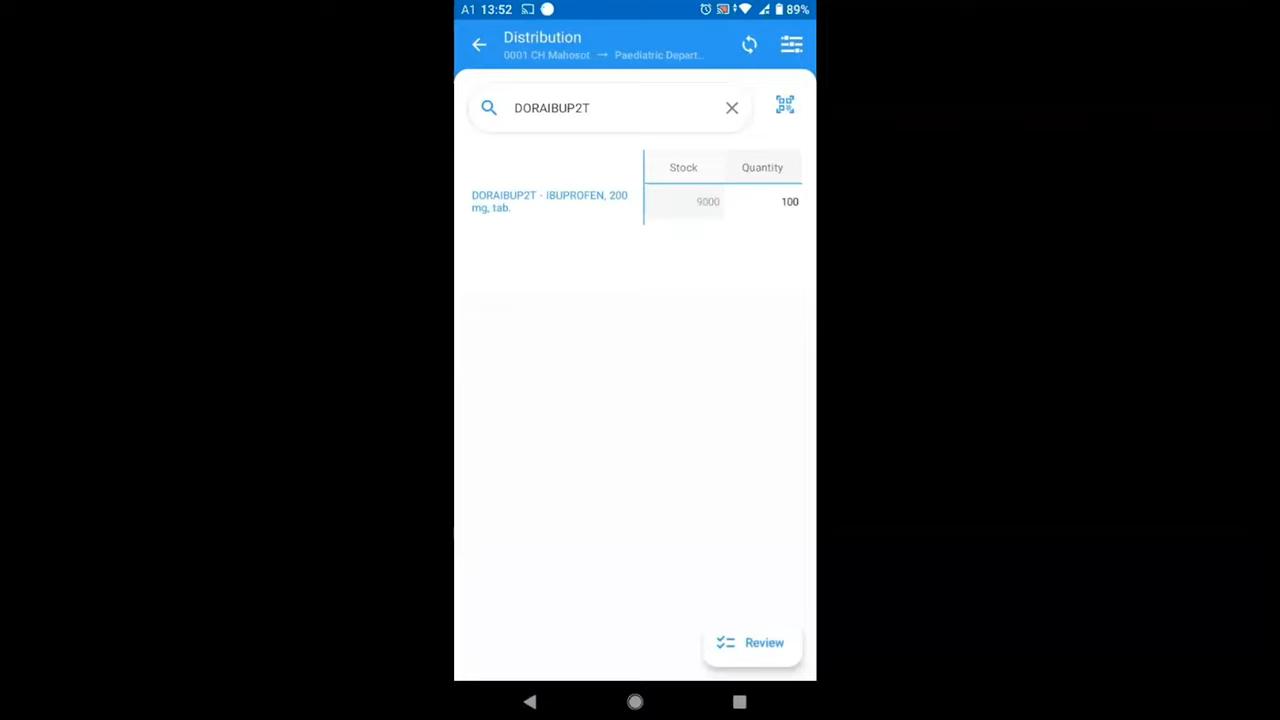 A1 13:52 89%
Distribution
0001 CH Mahosot → Paediatric Depart...
DORAIBUP2T
Stock Quantity
DORAIBUP2T - IBUPROFEN, 200
mg, tab.
9000 100
Review